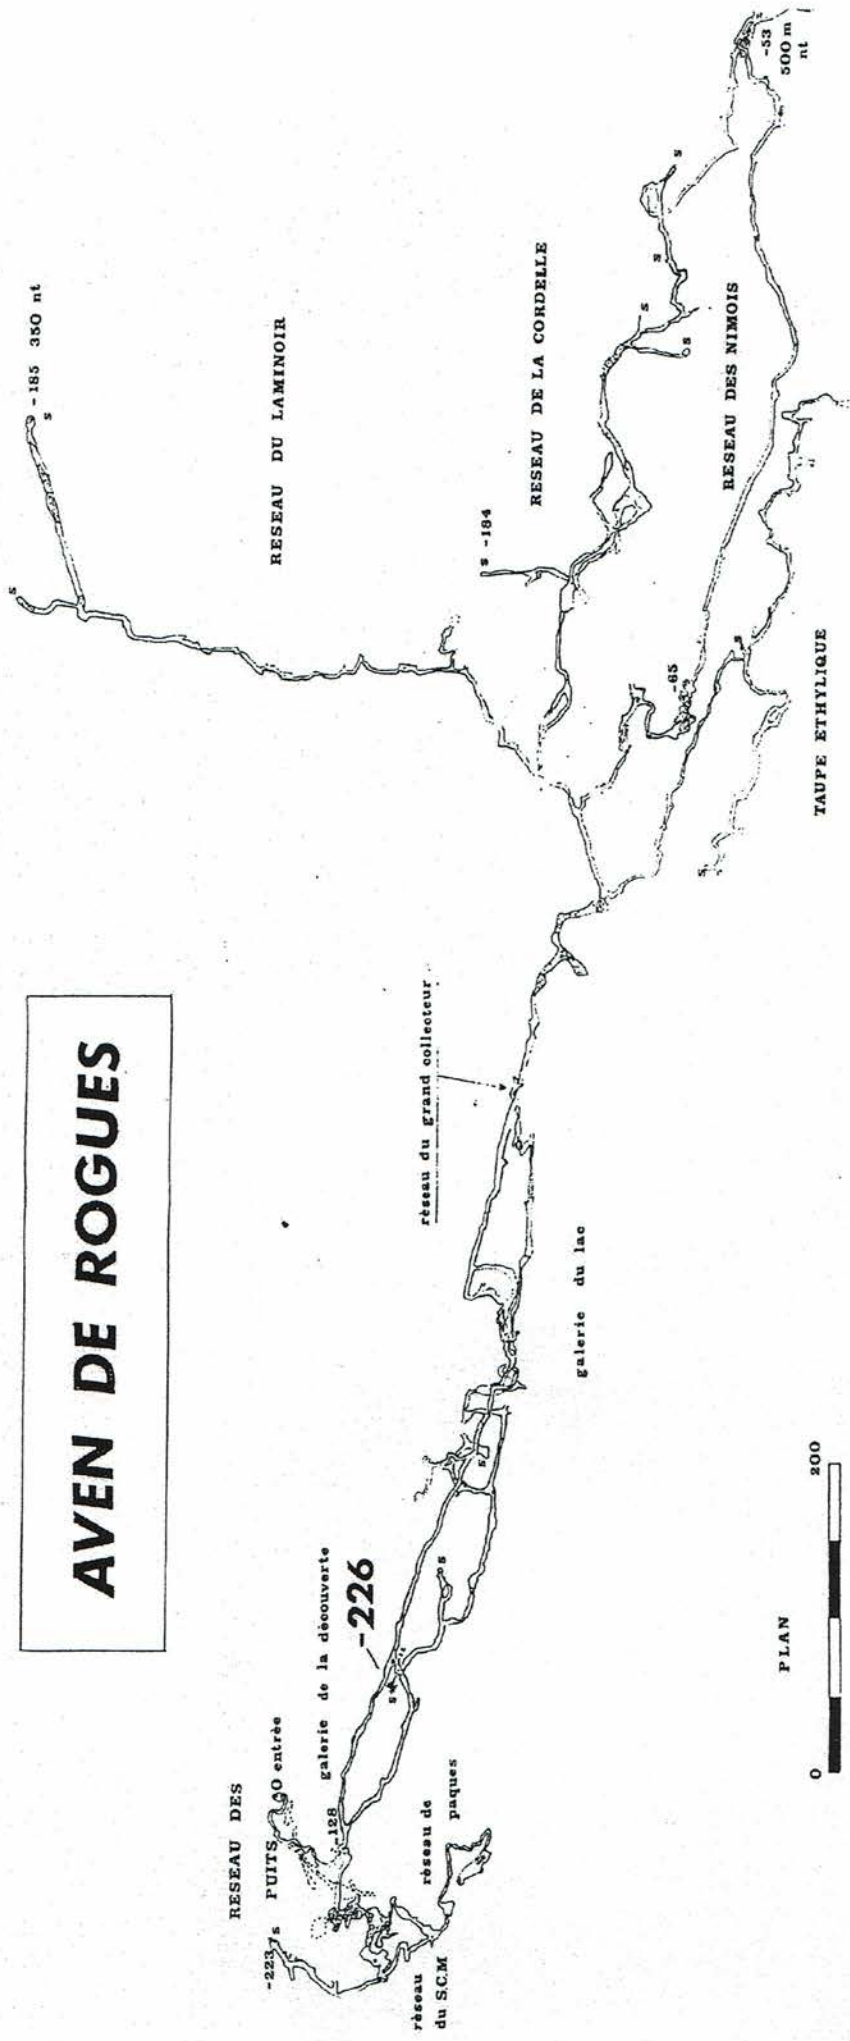 AVEN DE ROGUES
RESEAU DES
PUITS
O entrée
-223 s
-128
réseau
du S.C.M
réseau de
paques
galerie de la découverte
-226
s
s
s
galerie du lac
réseau du grand collecteur
RESEAU DU LAMINOIR
s
-185 350 nt
s
RESEAU DE LA CORDELLE
s -184
s
s
s
s
RESEAU DES NIMOIS
-65
s
s
TAUPE ETHYLIQUE
s
-53
500 m
nt
PLAN
0
200